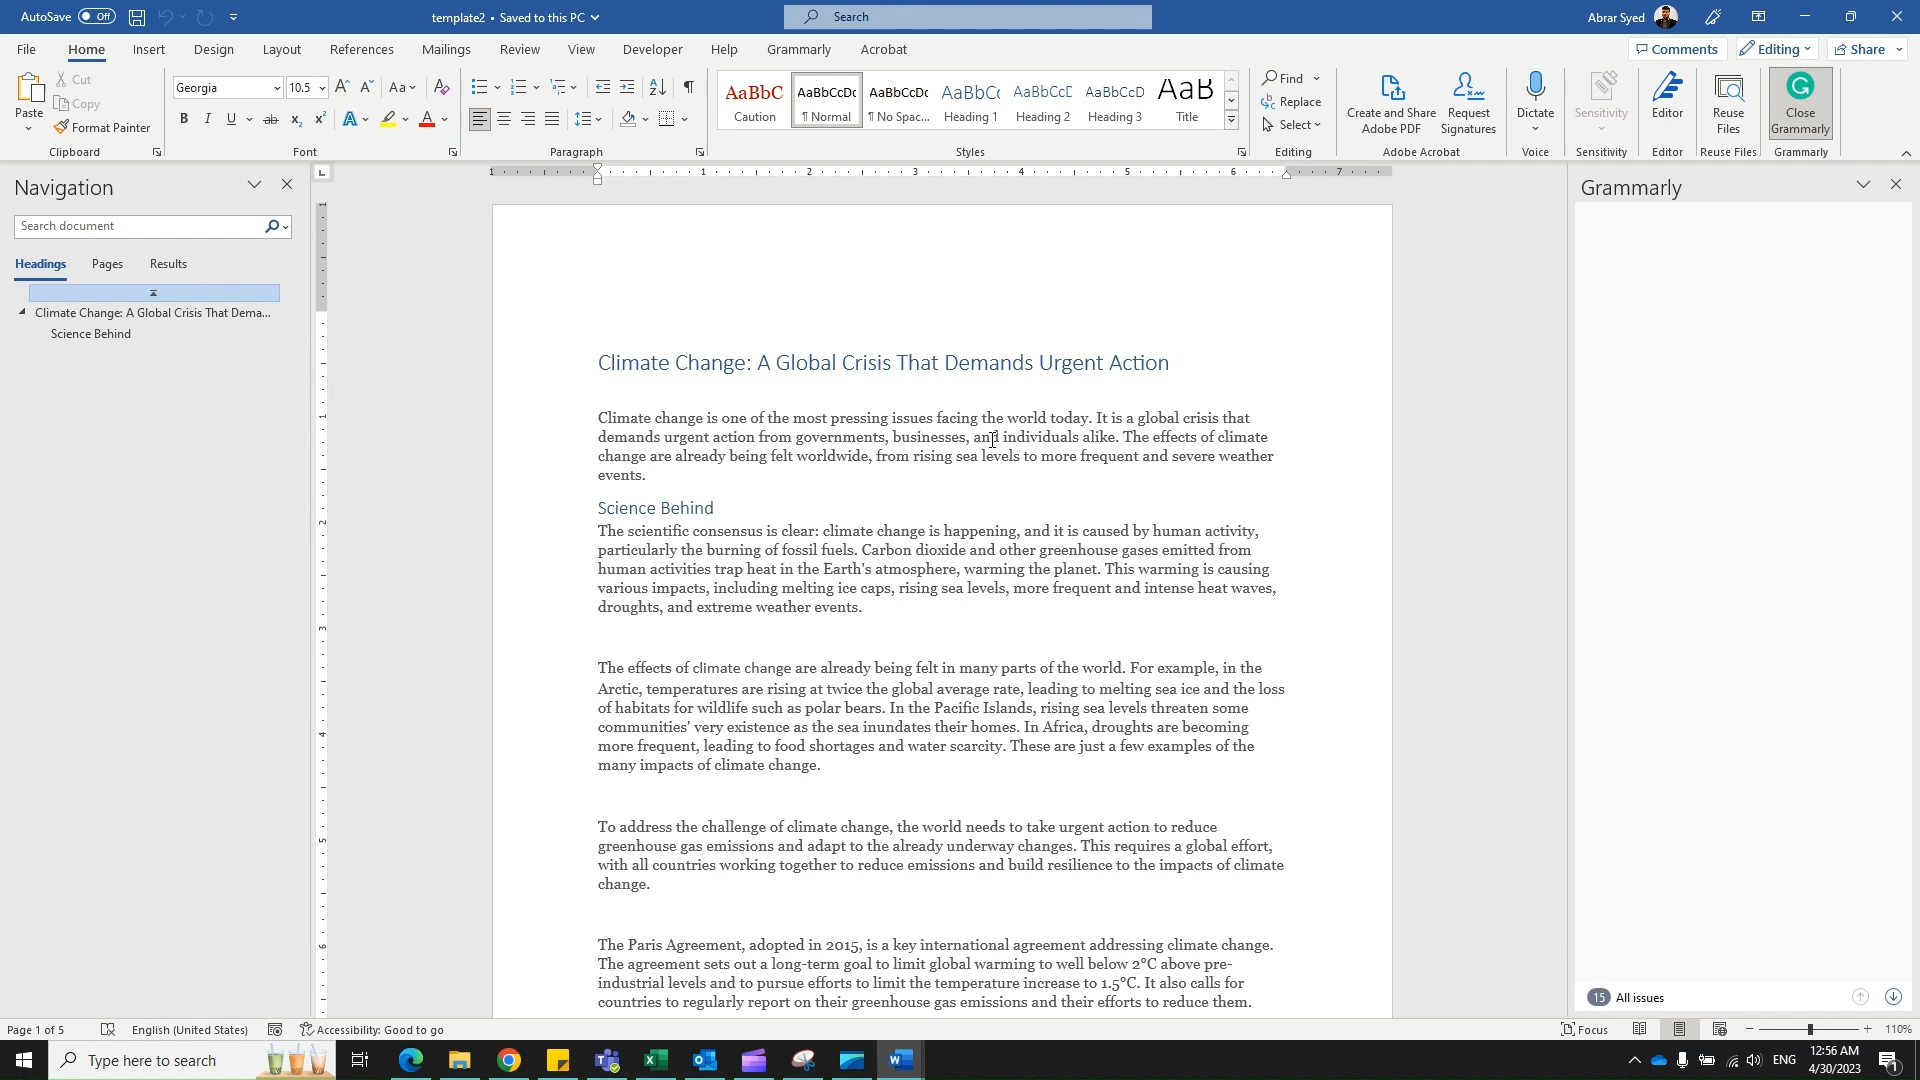 AutoSave Off
template2 • Saved to this PC
Search
Abrar Syed
File Home Insert Design Layout References Mailings Review View Developer Help Grammarly Acrobat
Comments Editing Share
Paste
Cut
Copy
Format Painter
Clipboard
Georgia 10.5
Font
Paragraph
AaBbC AaBbCcDc AaBbCcDc AaBbCc AaBbCcD AaBbCcD AaB
Caution ¶ Normal ¶ No Spac... Heading 1 Heading 2 Heading 3 Title
Styles
Find
Replace
Select
Editing
Create and Share Adobe PDF
Request Signatures
Adobe Acrobat
Dictate
Voice
Sensitivity
Sensitivity
Editor
Editor
Reuse Files
Reuse Files
Close Grammarly
Grammarly
Navigation
Search document
Headings Pages Results
Climate Change: A Global Crisis That Dema...
Science Behind
1 1 2 3 4 5 6 7
Climate Change: A Global Crisis That Demands Urgent Action
Climate change is one of the most pressing issues facing the world today. It is a global crisis that
demands urgent action from governments, businesses, and individuals alike. The effects of climate
change are already being felt worldwide, from rising sea levels to more frequent and severe weather
events.
Science Behind
The scientific consensus is clear: climate change is happening, and it is caused by human activity,
particularly the burning of fossil fuels. Carbon dioxide and other greenhouse gases emitted from
human activities trap heat in the Earth's atmosphere, warming the planet. This warming is causing
various impacts, including melting ice caps, rising sea levels, more frequent and intense heat waves,
droughts, and extreme weather events.
The effects of climate change are already being felt in many parts of the world. For example, in the
Arctic, temperatures are rising at twice the global average rate, leading to melting sea ice and the loss
of habitats for wildlife such as polar bears. In the Pacific Islands, rising sea levels threaten some
communities' very existence as the sea inundates their homes. In Africa, droughts are becoming
more frequent, leading to food shortages and water scarcity. These are just a few examples of the
many impacts of climate change.
To address the challenge of climate change, the world needs to take urgent action to reduce
greenhouse gas emissions and adapt to the already underway changes. This requires a global effort,
with all countries working together to reduce emissions and build resilience to the impacts of climate
change.
The Paris Agreement, adopted in 2015, is a key international agreement addressing climate change.
The agreement sets out a long-term goal to limit global warming to well below 2°C above pre-
industrial levels and to pursue efforts to limit the temperature increase to 1.5°C. It also calls for
countries to regularly report on their greenhouse gas emissions and their efforts to reduce them.
Grammarly
15 All issues
Page 1 of 5 English (United States) Accessibility: Good to go
Focus 110%
Type here to search
ENG
12:56 AM
4/30/2023
1